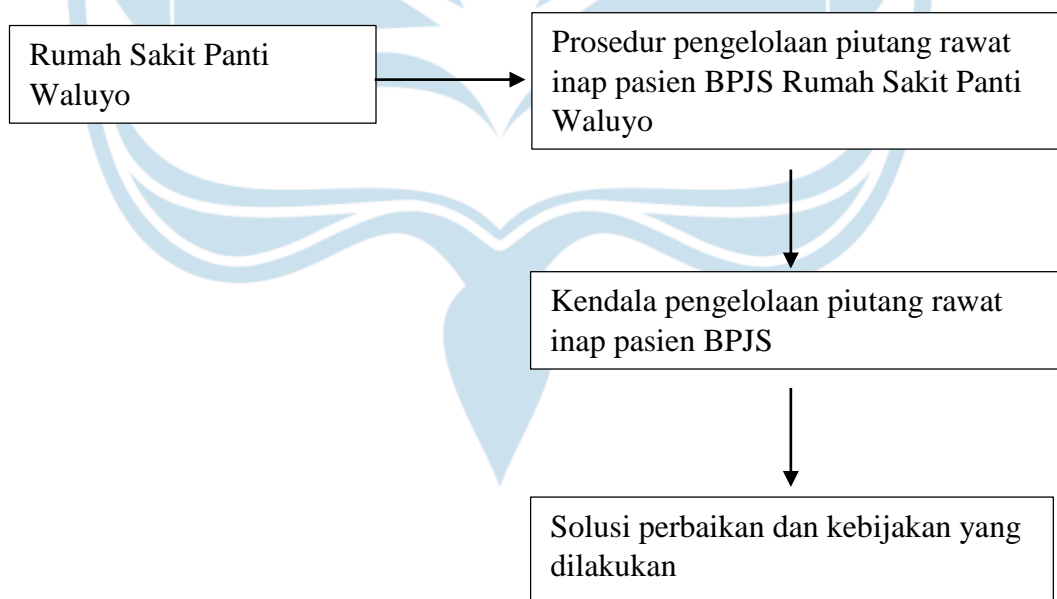 Rumah Sakit Panti
Waluyo
Prosedur pengelolaan piutang rawat
inap pasien BPJS Rumah Sakit Panti
Waluyo
Kendala pengelolaan piutang rawat
inap pasien BPJS
Solusi perbaikan dan kebijakan yang
dilakukan